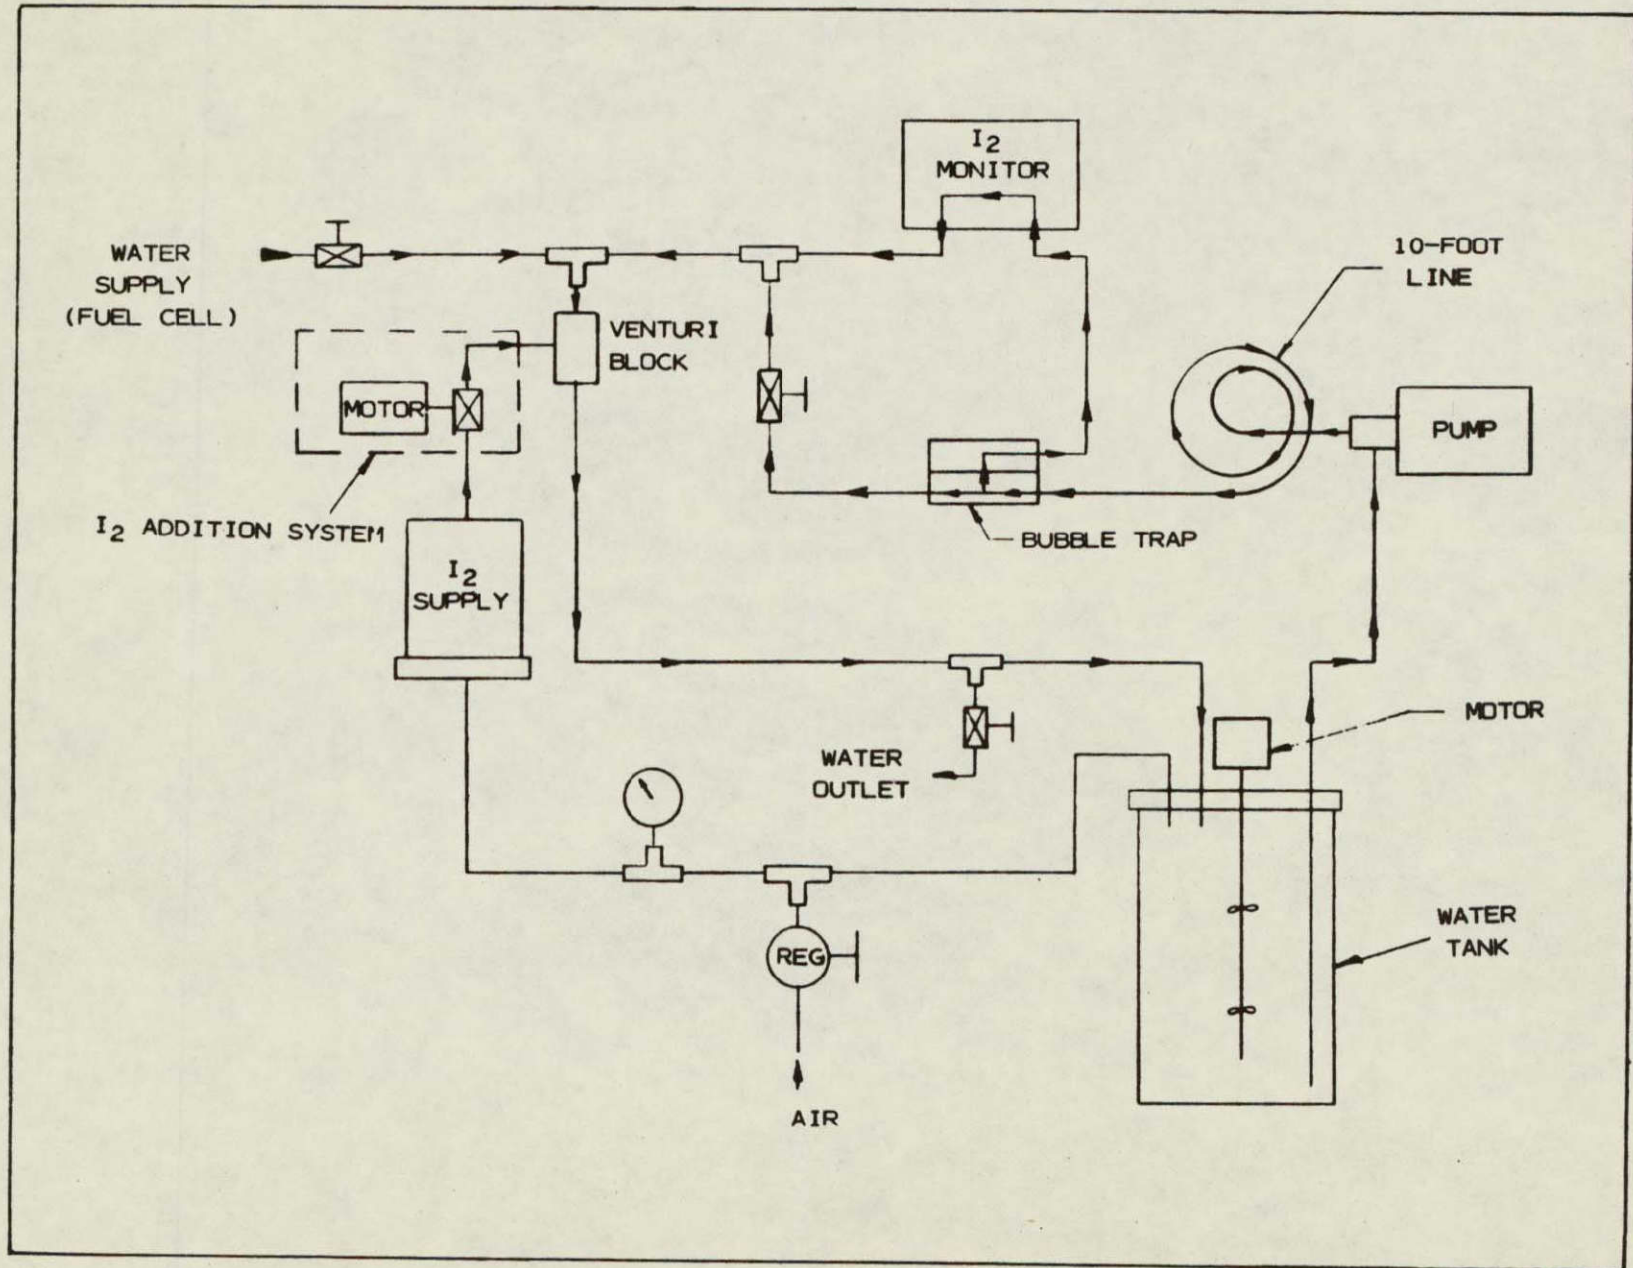 I2
MONITOR
WATER
SUPPLY
(FUEL CELL)
10-FOOT
LINE
VENTURI
BLOCK
MOTOR
PUMP
I2 ADDITION SYSTEM
BUBBLE TRAP
I2
SUPPLY
MOTOR
WATER
OUTLET
WATER
TANK
REG
AIR